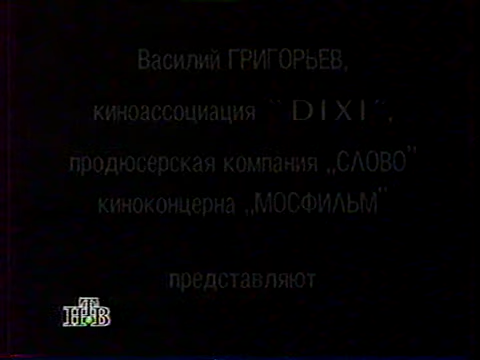 Василий ГРИГОРЬЕВ,
киноассоциация "DIXI",
продюсерская компания „СЛОВО"
киноконцерна „МОСФИЛЬМ"
представляют
НТВ